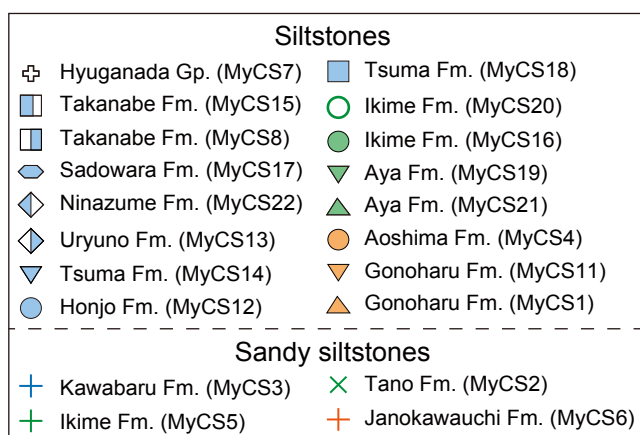 Siltstones
Hyuganada Gp. (MyCS7)
Takanabe Fm. (MyCS15)
Takanabe Fm. (MyCS8)
Sadowara Fm. (MyCS17)
Ninazume Fm. (MyCS22)
Uryuno Fm. (MyCS13)
Tsuma Fm. (MyCS14)
Honjo Fm. (MyCS12)
Tsuma Fm. (MyCS18)
Ikime Fm. (MyCS20)
Ikime Fm. (MyCS16)
Aya Fm. (MyCS19)
Aya Fm. (MyCS21)
Aoshima Fm. (MyCS4)
Gonoharu Fm. (MyCS11)
Gonoharu Fm. (MyCS1)
Sandy siltstones
Kawabaru Fm. (MyCS3)
Ikime Fm. (MyCS5)
Tano Fm. (MyCS2)
Janokawauchi Fm. (MyCS6)